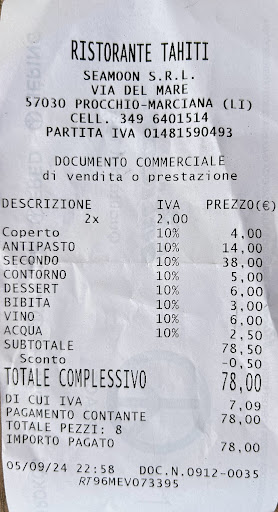 RISTORANTE TAHITI
SEAMOON S.R.L.
VIA DEL MARE
57030 PROCCHIO-MARCIANA (LI)
CELL. 349 6401514
PARTITA IVA 01481590493
DOCUMENTO COMMERCIALE
di vendita o prestazione
DESCRIZIONE IVA PREZZO(€)
2x 2,00
Coperto 10% 4,00
ANTIPASTO 10% 14,00
SECONDO 10% 38,00
CONTORNO 10% 5,00
DESSERT 10% 6,00
BIBITA 10% 3,00
VINO 10% 6,00
ACQUA 10% 2,50
SUBTOTALE 78,50
Sconto -0,50
TOTALE COMPLESSIVO 78,00
DI CUI IVA 7,09
PAGAMENTO CONTANTE 78,00
TOTALE PEZZI: 8
IMPORTO PAGATO 78,00
05/09/24 22:58 DOC.N.0912-0035
RT96MEV073395